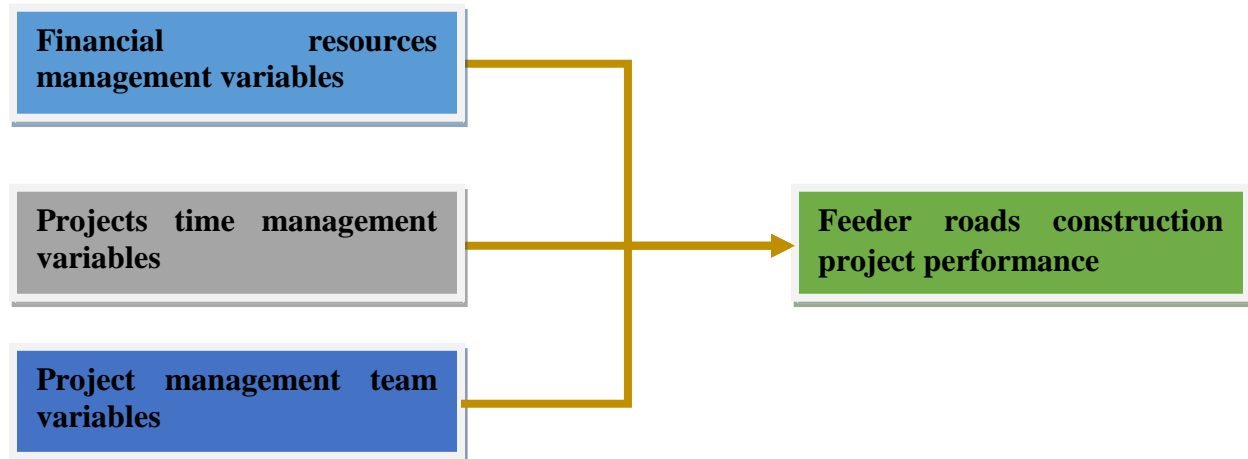 Financial resources
management variables
Projects time management
variables
Feeder roads construction
project performance
Project management team
variables